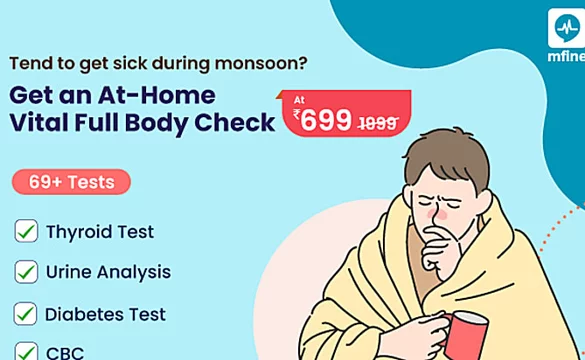 mfine
Tend to get sick during monsoon?
Get an At-Home
Vital Full Body Check
At
₹699 1999
69+ Tests
Thyroid Test
Urine Analysis
Diabetes Test
CBC